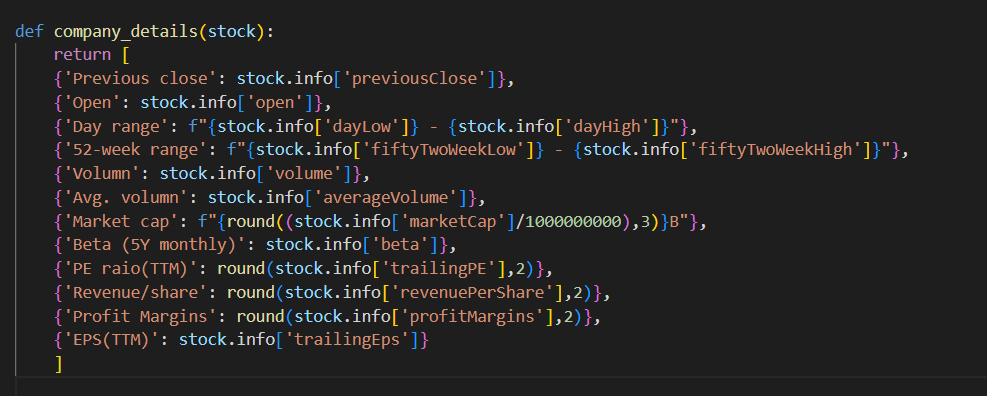 def company_details(stock):
    return [
    {'Previous close': stock.info['previousClose']},
    {'Open': stock.info['open']},
    {'Day range': f"{stock.info['dayLow']} - {stock.info['dayHigh']}"},
    {'52-week range': f"{stock.info['fiftyTwoWeekLow']} - {stock.info['fiftyTwoWeekHigh']}"},
    {'Volumn': stock.info['volume']},
    {'Avg. volumn': stock.info['averageVolume']},
    {'Market cap': f"{round((stock.info['marketCap']/1000000000),3)}B"},
    {'Beta (5Y monthly)': stock.info['beta']},
    {'PE raio(TTM)': round(stock.info['trailingPE'],2)},
    {'Revenue/share': round(stock.info['revenuePerShare'],2)},
    {'Profit Margins': round(stock.info['profitMargins'],2)},
    {'EPS(TTM)': stock.info['trailingEps']}
    ]